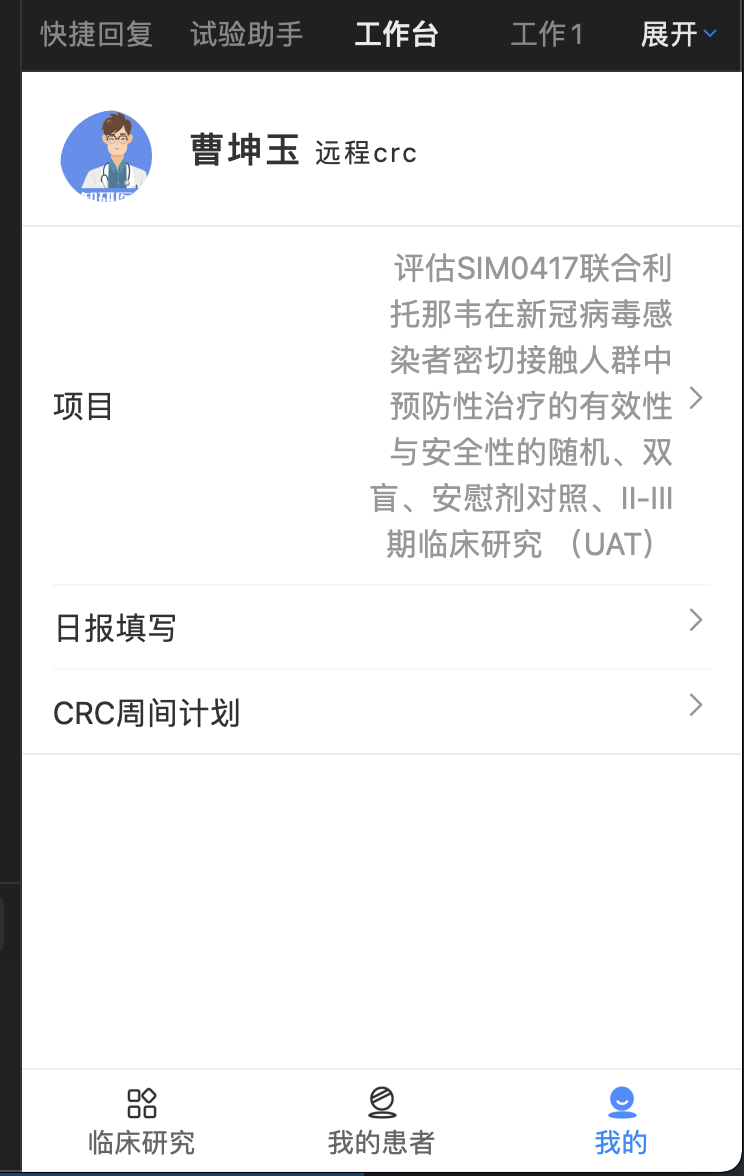 快捷回复 试验助手 工作台 工作1 展开
曹坤玉 远程crc
项目
评估SIM0417联合利
托那韦在新冠病毒感
染者密切接触人群中
预防性治疗的有效性
与安全性的随机、双
盲、安慰剂对照、II-III
期临床研究 （UAT）
日报填写
CRC周间计划
临床研究 我的患者 我的